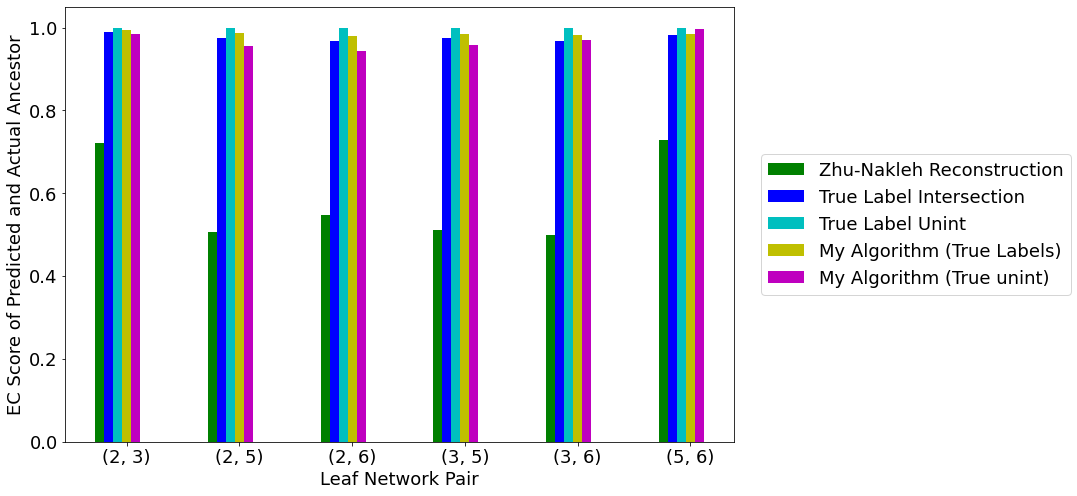 EC Score of Predicted and Actual Ancestor
1.0
0.8
0.6
0.4
0.2
0.0
(2, 3)
(2, 5)
(2, 6)
(3, 5)
(3, 6)
(5, 6)
Leaf Network Pair
Zhu-Nakleh Reconstruction
True Label Intersection
True Label Unint
My Algorithm (True Labels)
My Algorithm (True unint)